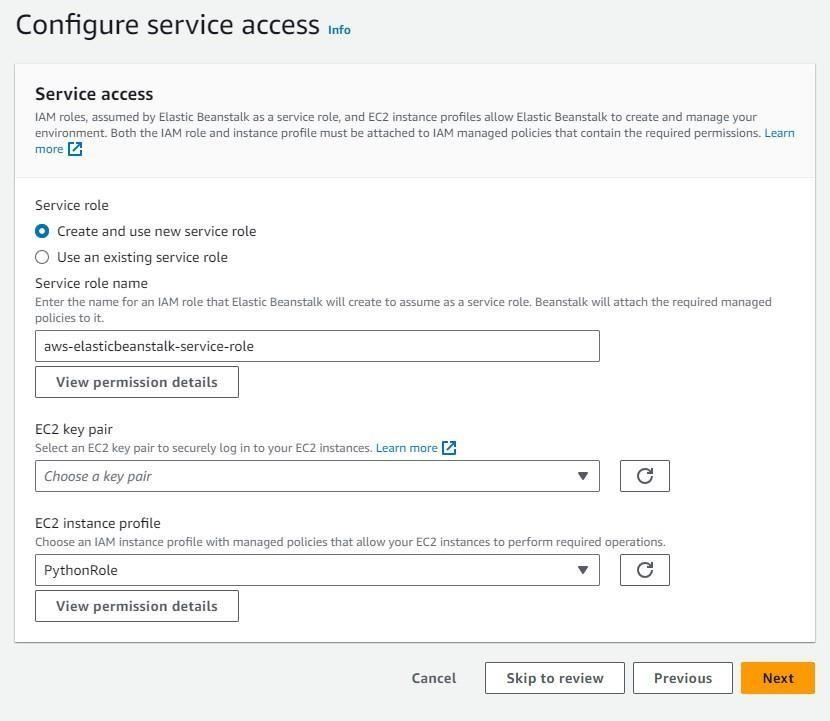 Configure service access Info
Service access
IAM roles, assumed by Elastic Beanstalk as a service role, and EC2 instance profiles allow Elastic Beanstalk to create and manage your
environment. Both the IAM role and instance profile must be attached to IAM managed policies that contain the required permissions. Learn
more
Service role
Create and use new service role
Use an existing service role
Service role name
Enter the name for an IAM role that Elastic Beanstalk will create to assume as a service role. Beanstalk will attach the required managed
policies to it.
aws-elasticbeanstalk-service-role
View permission details
EC2 key pair
Select an EC2 key pair to securely log in to your EC2 instances. Learn more
Choose a key pair
EC2 instance profile
Choose an IAM instance profile with managed policies that allow your EC2 instances to perform required operations.
PythonRole
View permission details
Cancel Skip to review Previous Next